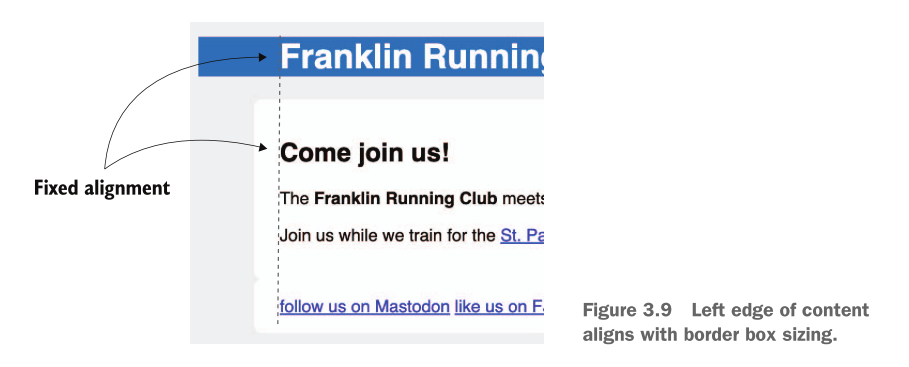 Franklin Running
Come join us!
Fixed alignment
The Franklin Running Club meets
Join us while we train for the St. Pa
follow us on Mastodon like us on F
Figure 3.9 Left edge of content
aligns with border box sizing.